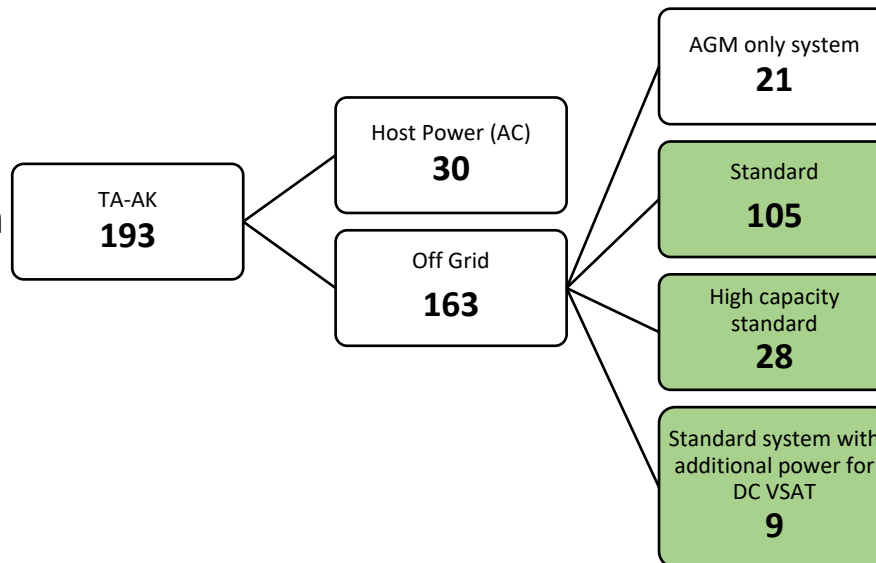 TA-AK
193
Host Power (AC)
30
Off Grid
163
AGM only system
21
Standard
105
High capacity
standard
28
Standard system with
additional power for
DC VSAT
9